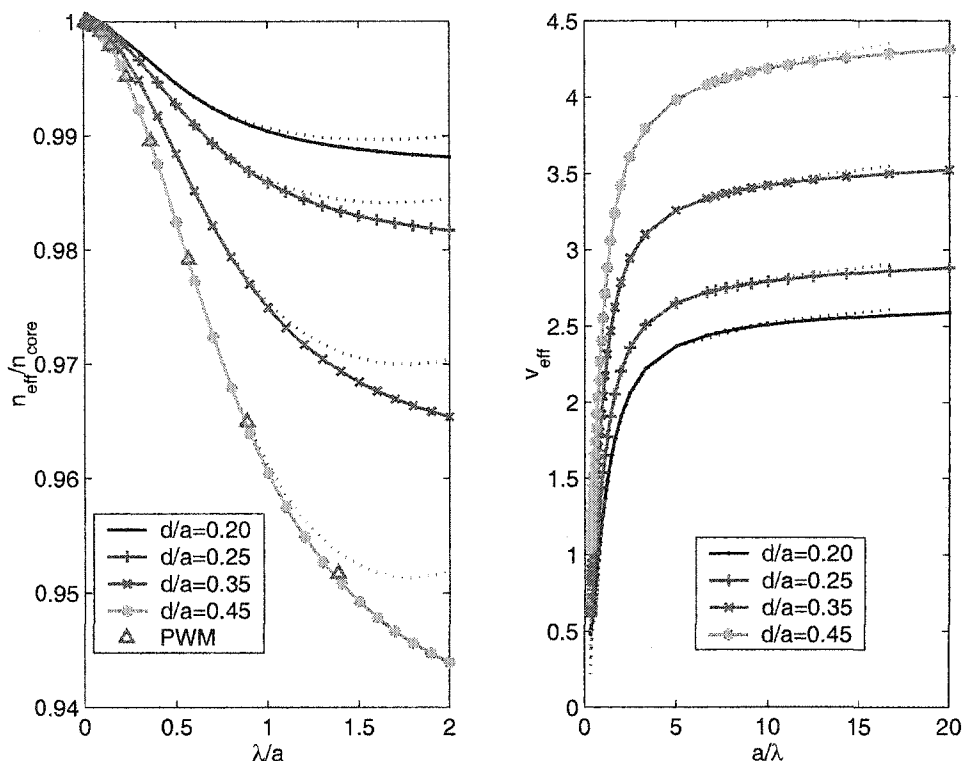 1
0.99
0.98
0.97
0.96
0.95
0.94
n_eff/n_core
0
0.5
1
1.5
2
λ/a
d/a=0.20
d/a=0.25
d/a=0.35
d/a=0.45
PWM
4.5
4
3.5
3
2.5
2
1.5
1
0.5
0
v_eff
0
5
10
15
20
a/λ
d/a=0.20
d/a=0.25
d/a=0.35
d/a=0.45